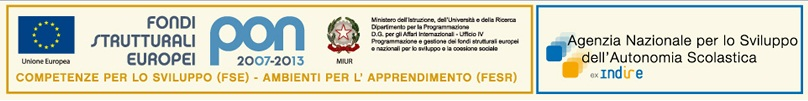 FONDI
STRUTTURALI
EUROPEI
pon
2007-2013
Unione Europea
MIUR
Ministero dell'Istruzione, dell'Università e della Ricerca
Dipartimento per la Programmazione
D.G. per gli Affari Internazionali - Ufficio IV
Programmazione e gestione dei fondi strutturali europei
e nazionali per lo sviluppo e la coesione sociale
COMPETENZE PER LO SVILUPPO (FSE) - AMBIENTI PER L' APPRENDIMENTO (FESR)
Agenzia Nazionale per lo Sviluppo
dell'Autonomia Scolastica
ex indire